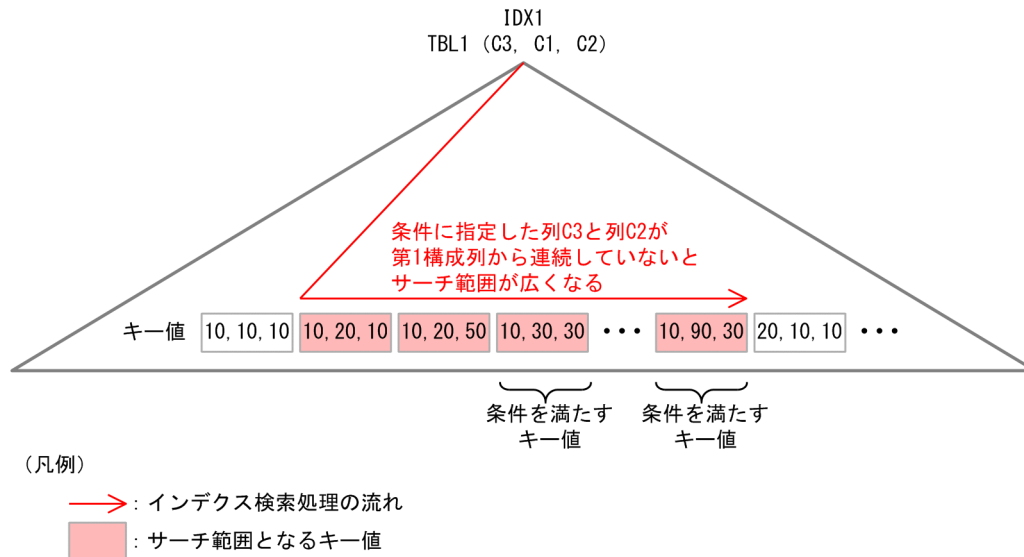 IDX1
TBL1 (C3, C1, C2)
条件に指定した列C3と列C2が
第1構成列から連続していないと
サーチ範囲が広くなる
キー値 10, 10, 10 10, 20, 10 10, 20, 50 10, 30, 30 ・・・ 10, 90, 30 20, 10, 10 ・・・
条件を満たす 条件を満たす
キー値 キー値
(凡例)
: インデクス検索処理の流れ
: サーチ範囲となるキー値